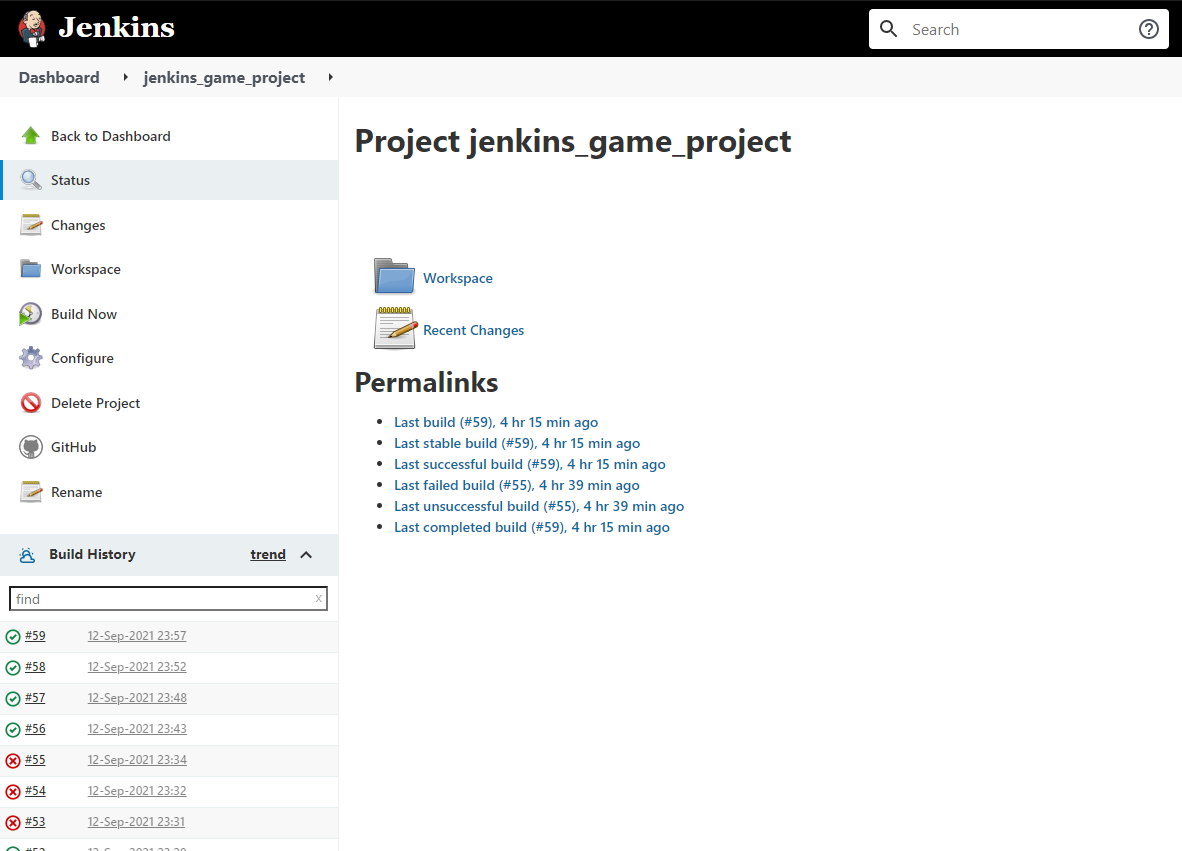 Jenkins
Search
Dashboard
jenkins_game_project
Back to Dashboard
Status
Changes
Workspace
Build Now
Configure
Delete Project
GitHub
Rename
Build History trend
find x
#59 12-Sep-2021 23:57
#58 12-Sep-2021 23:52
#57 12-Sep-2021 23:48
#56 12-Sep-2021 23:43
#55 12-Sep-2021 23:34
#54 12-Sep-2021 23:32
#53 12-Sep-2021 23:31
Project jenkins_game_project
Workspace
Recent Changes
Permalinks
Last build (#59), 4 hr 15 min ago
Last stable build (#59), 4 hr 15 min ago
Last successful build (#59), 4 hr 15 min ago
Last failed build (#55), 4 hr 39 min ago
Last unsuccessful build (#55), 4 hr 39 min ago
Last completed build (#59), 4 hr 15 min ago